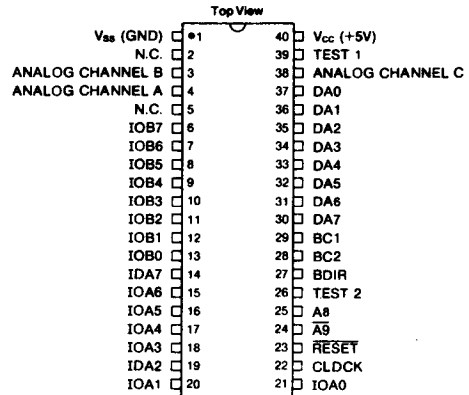 Top View
Vss (GND) 1 40 Vcc (+5V)
N.C. 2 39 TEST 1
ANALOG CHANNEL B 3 38 ANALOG CHANNEL C
ANALOG CHANNEL A 4 37 DA0
N.C. 5 36 DA1
IOB7 6 35 DA2
IOB6 7 34 DA3
IOB5 8 33 DA4
IOB4 9 32 DA5
IOB3 10 31 DA6
IOB2 11 30 DA7
IOB1 12 29 BC1
IOB0 13 28 BC2
IDA7 14 27 BDIR
IOA6 15 26 TEST 2
IOA5 16 25 A8
IOA4 17 24 A9
IOA3 18 23 RESET
IDA2 19 22 CLDCK
IOA1 20 21 IOA0